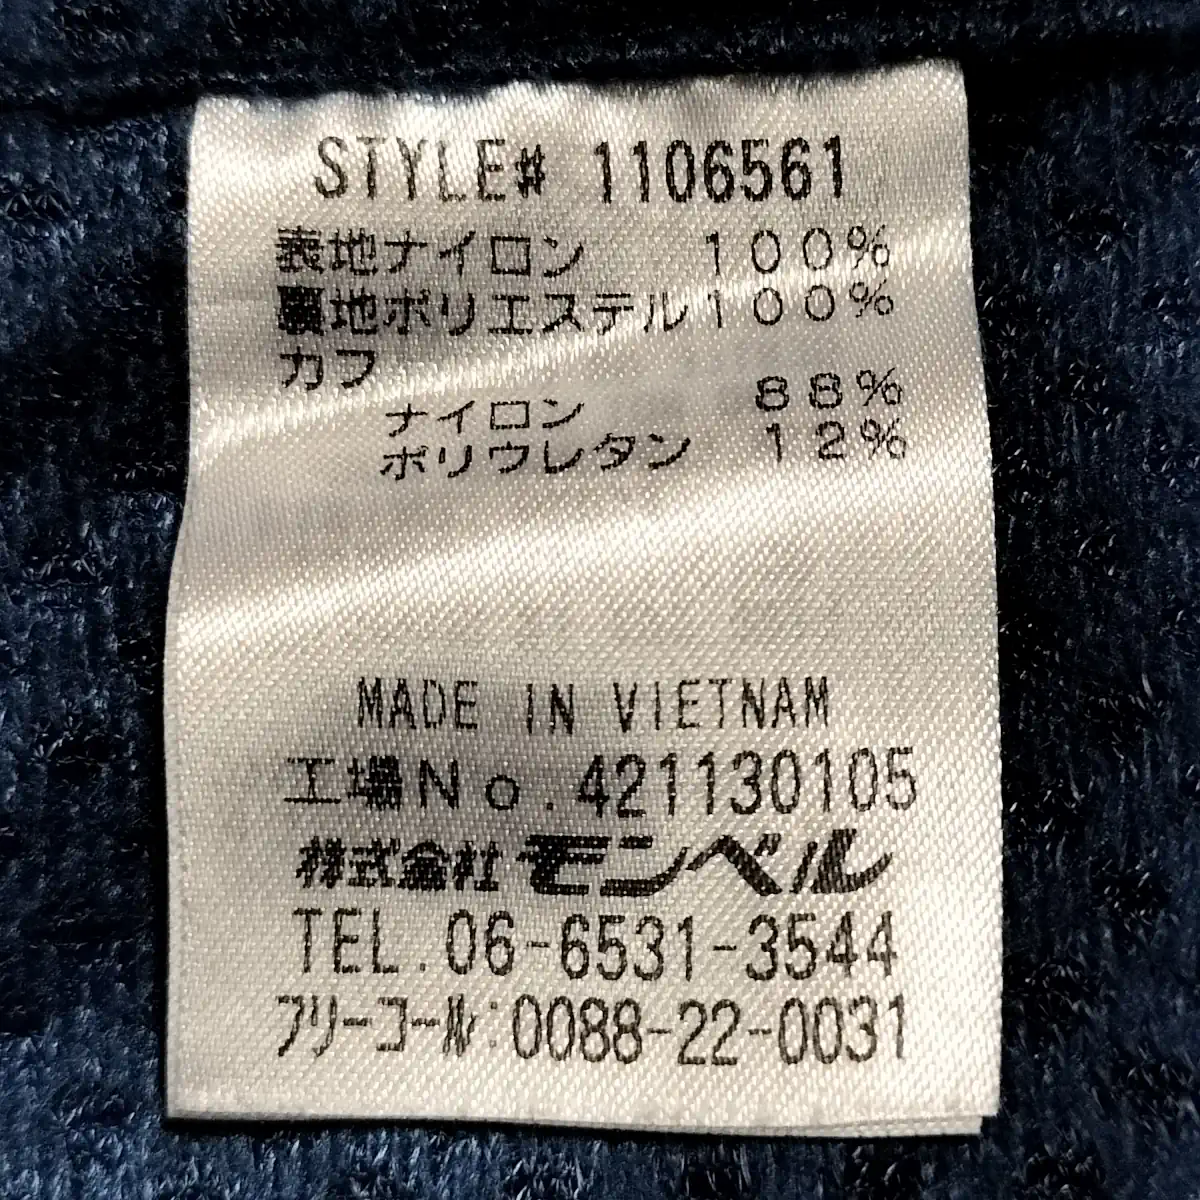 STYLE# 1106561
表地ナイロン 100%
裏地ポリエステル100%
カフ
ナイロン 88%
ポリウレタン 12%
MADE IN VIETNAM
工場No.421130105
株式会社モンベル
TEL.06-6531-3544
フリーコール:0088-22-0031